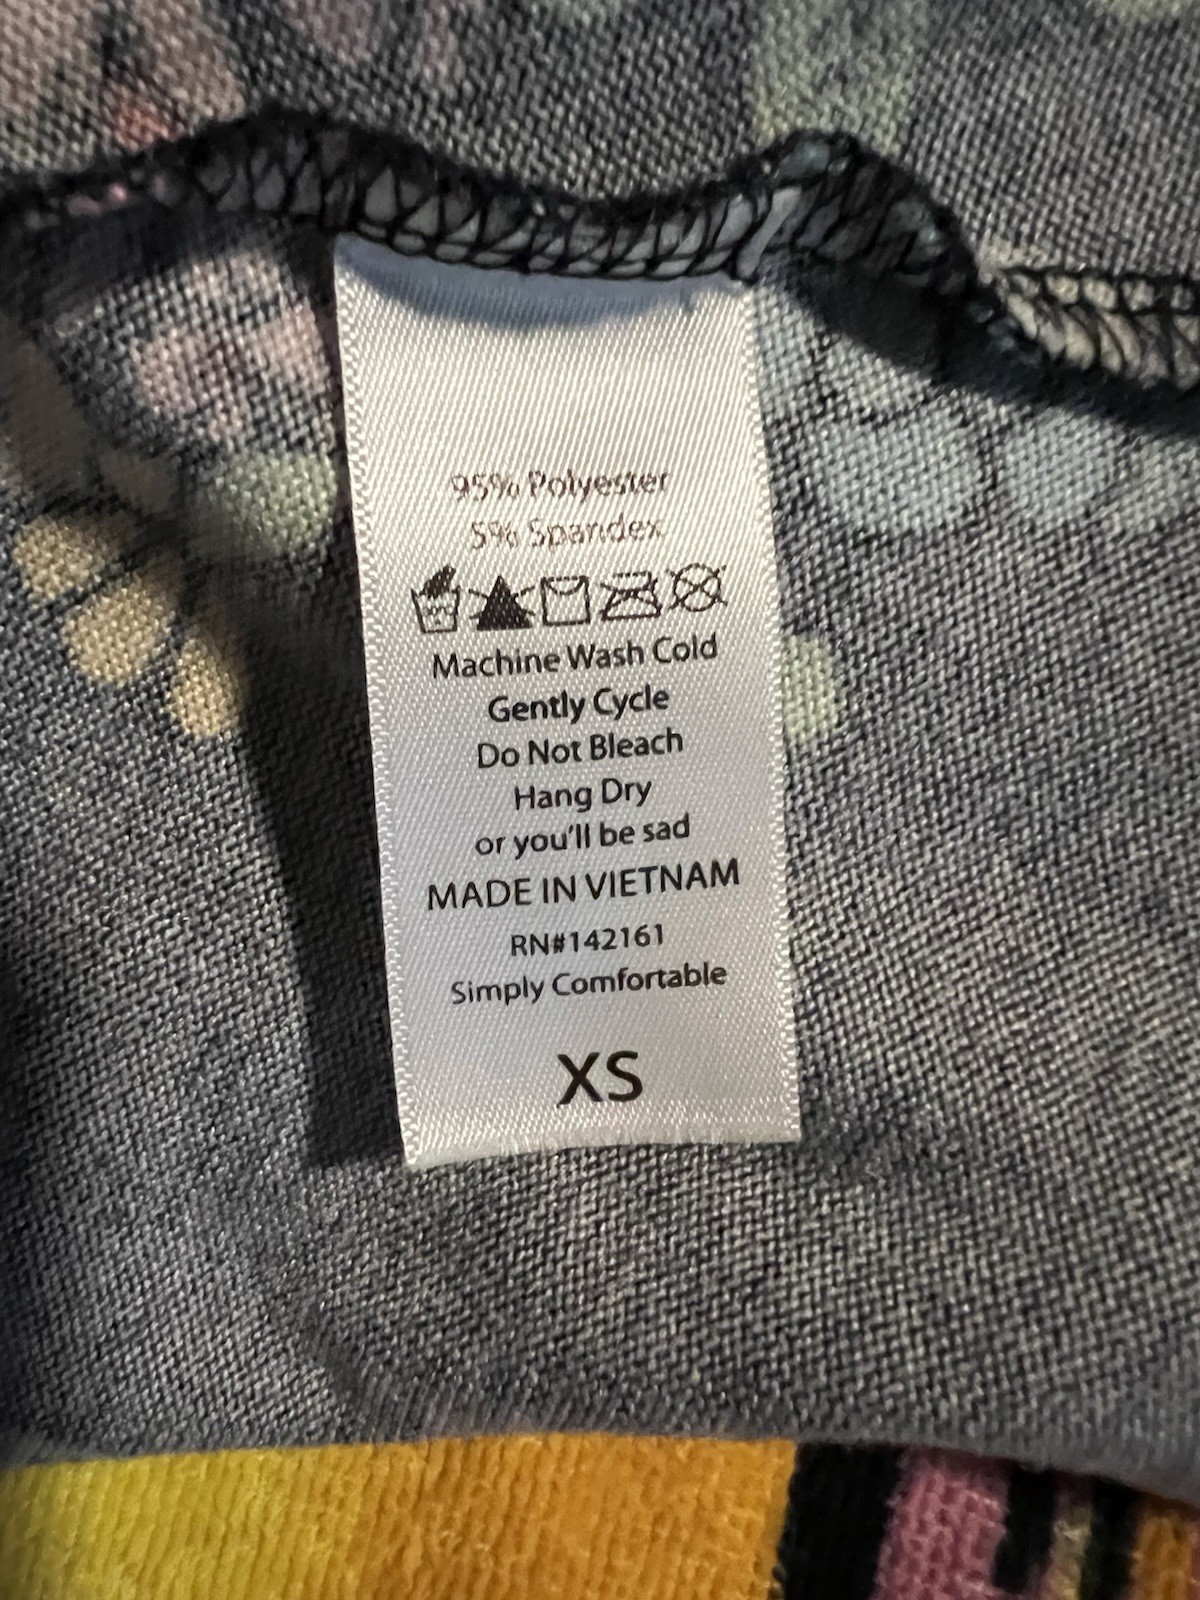 95% Polyester
5% Spandex
Machine Wash Cold
Gently Cycle
Do Not Bleach
Hang Dry
or you'll be sad
MADE IN VIETNAM
RN#142161
Simply Comfortable
XS